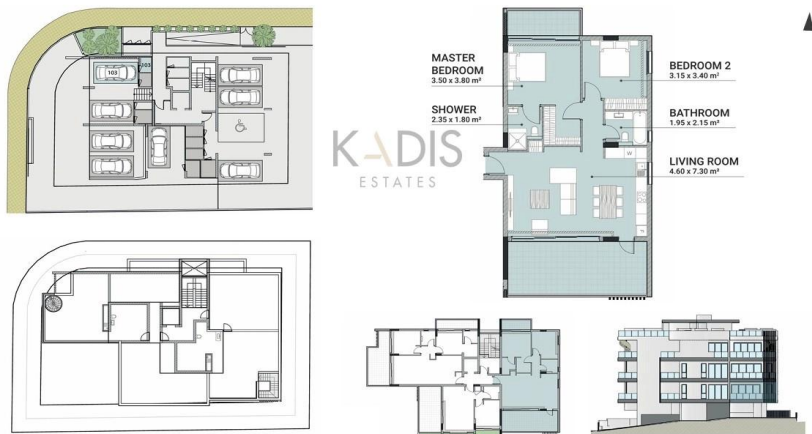 103
103
MASTER
BEDROOM
3.50 x 3.80 m²
SHOWER
2.35 x 1.80 m²
BEDROOM 2
3.15 x 3.40 m²
BATHROOM
1.95 x 2.15 m²
LIVING ROOM
4.60 x 7.30 m²
KADIS
ESTATES
W